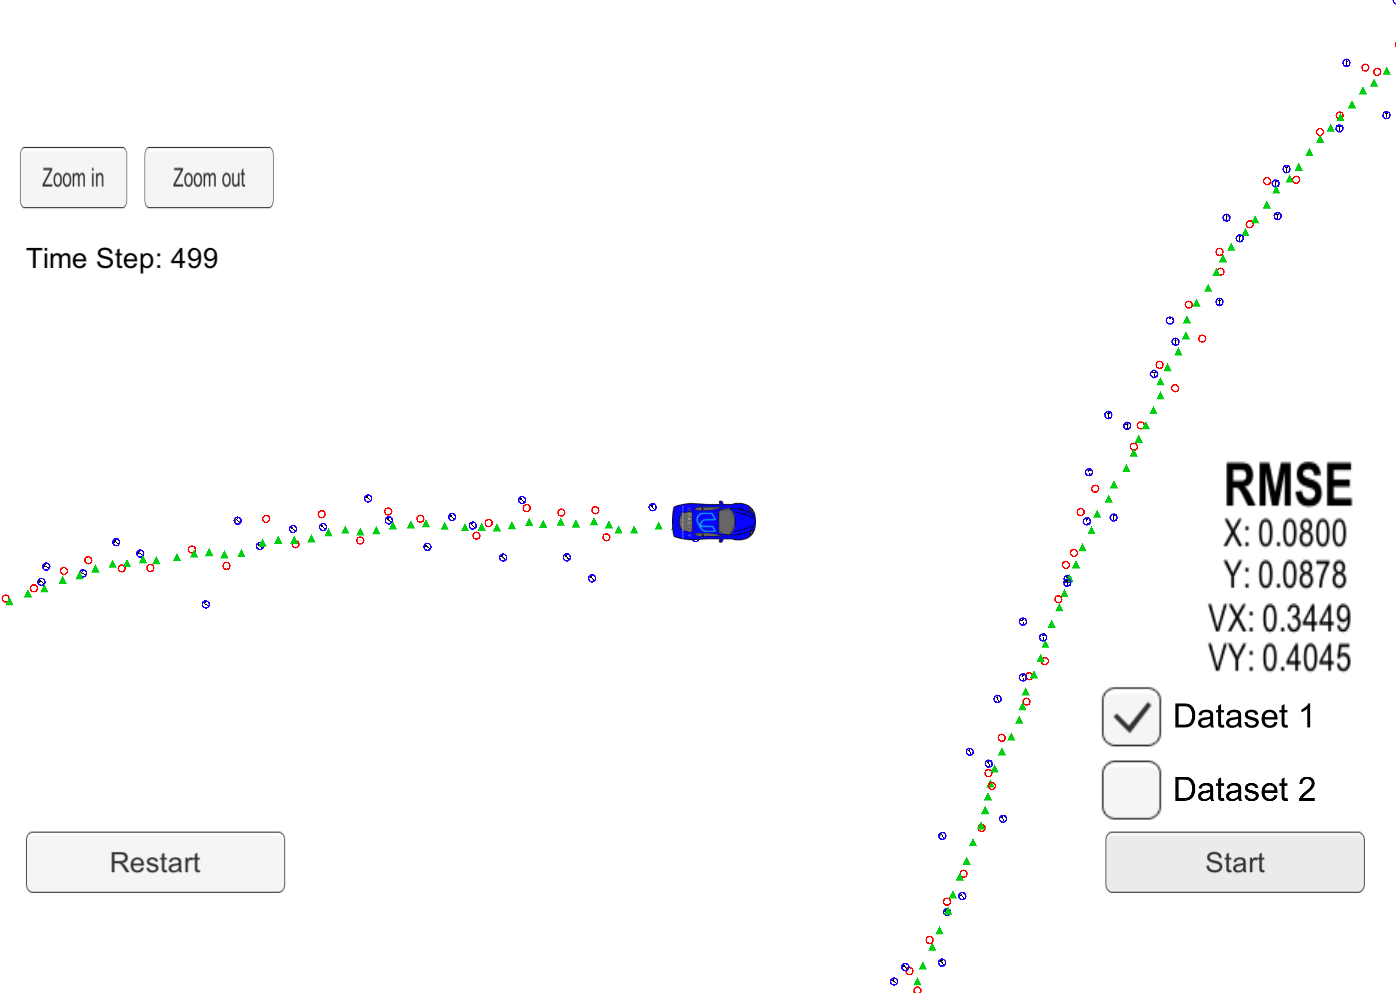 Zoom in
Zoom out
Time Step: 499
RMSE
X: 0.0800
Y: 0.0878
VX: 0.3449
VY: 0.4045
Dataset 1
Dataset 2
Restart
Start